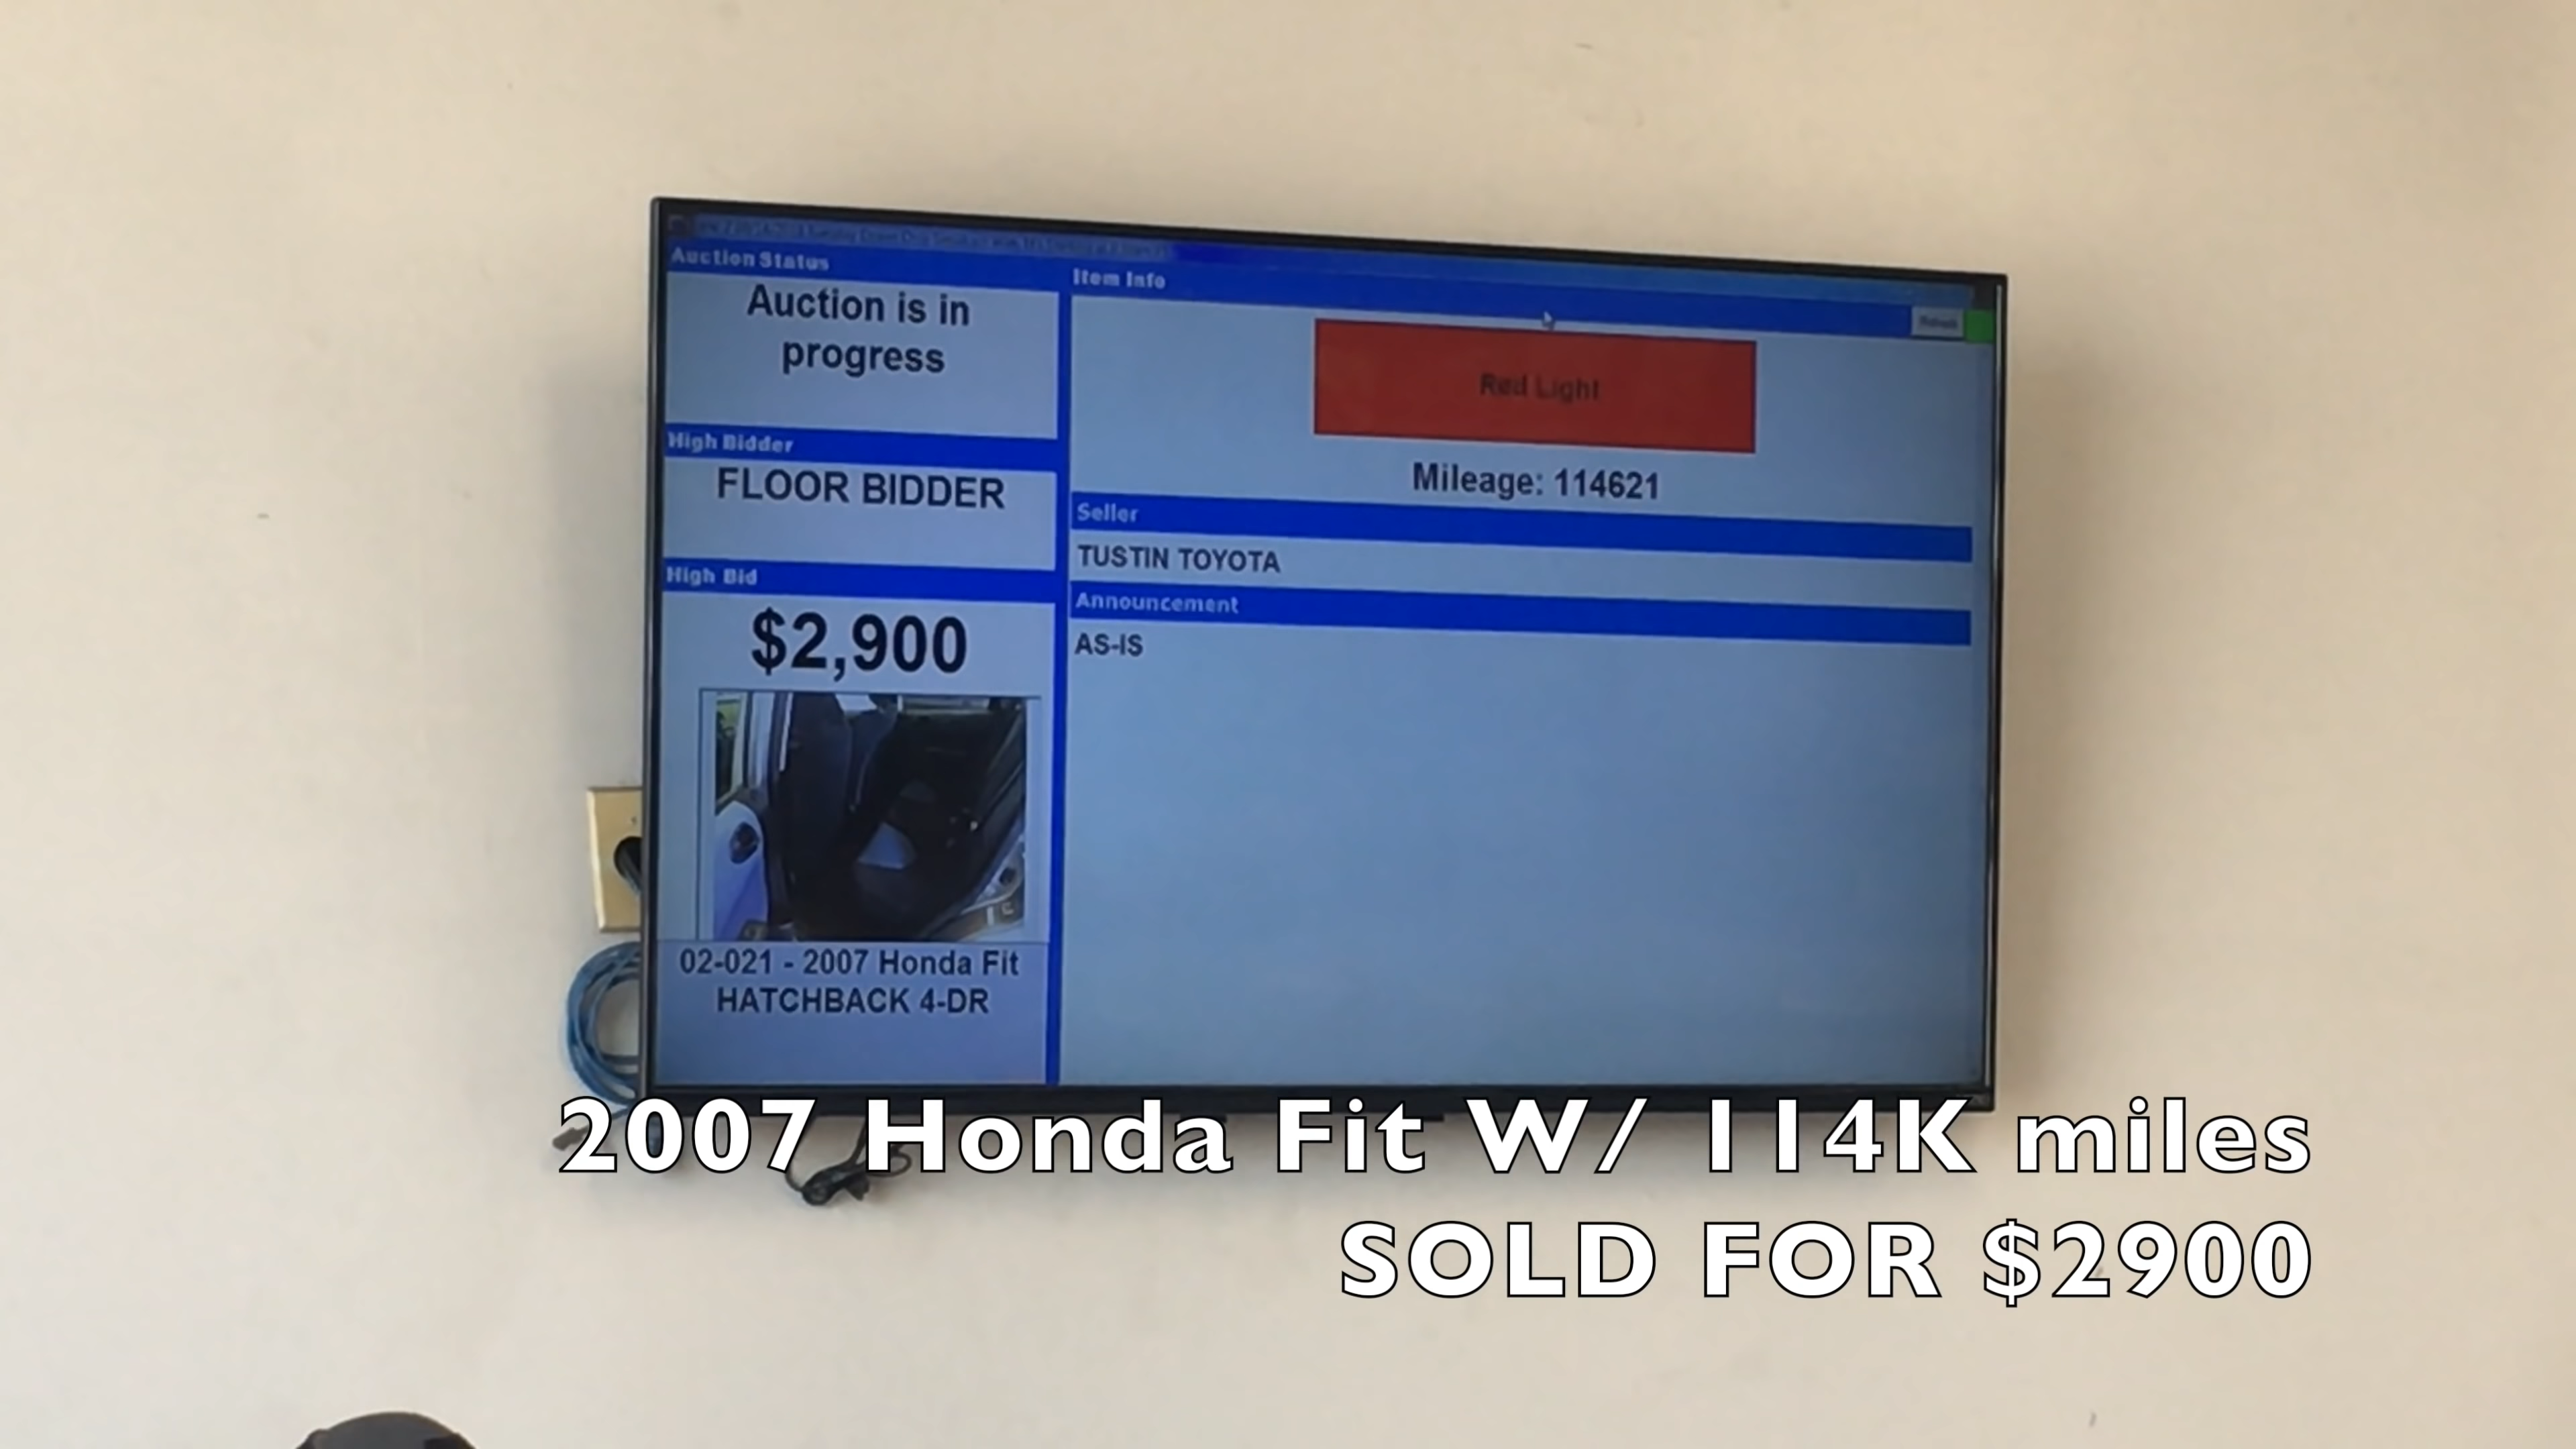 Auction Status
Auction is in
progress
High Bidder
FLOOR BIDDER
High Bid
$2,900
02-021 - 2007 Honda Fit
HATCHBACK 4-DR
Item Info
Refresh
Red Light
Mileage: 114621
Seller
TUSTIN TOYOTA
Announcement
AS-IS
2007 Honda Fit W/ 114K miles
SOLD FOR $2900